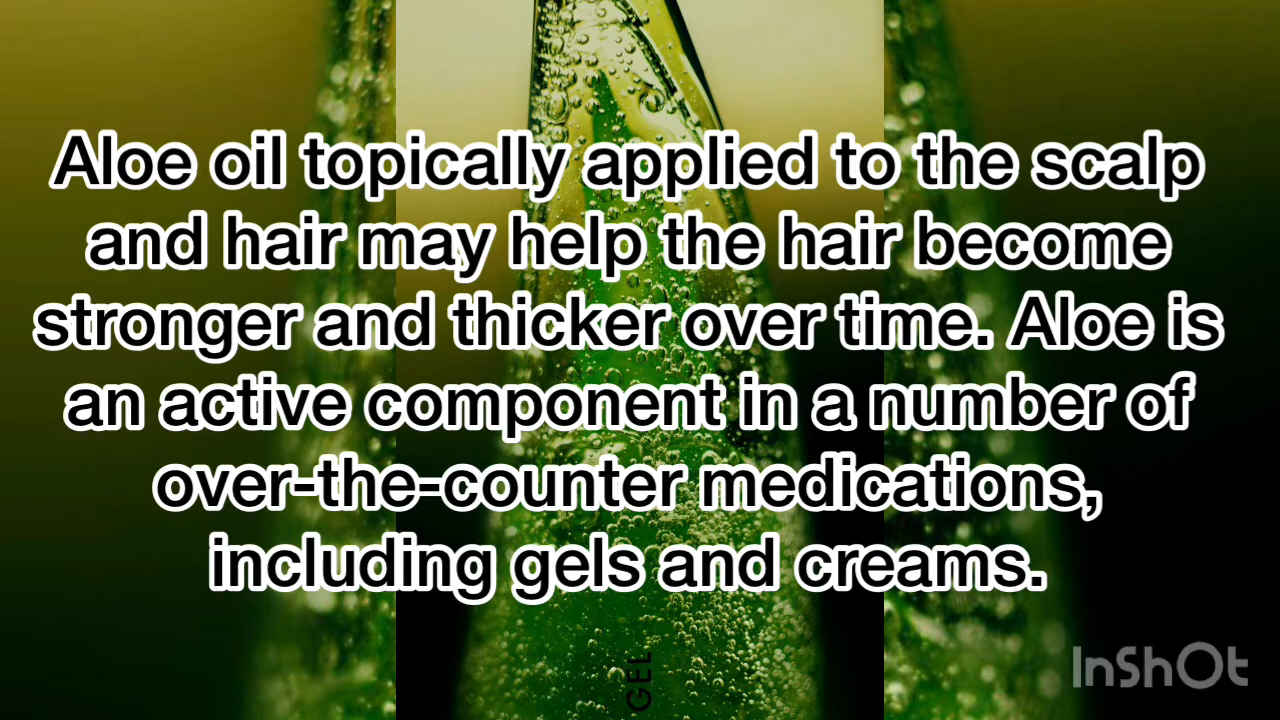 Aloe oil topically applied to the scalp
and hair may help the hair become
stronger and thicker over time. Aloe is
an active component in a number of
over-the-counter medications,
including gels and creams.
GEL
InShOt